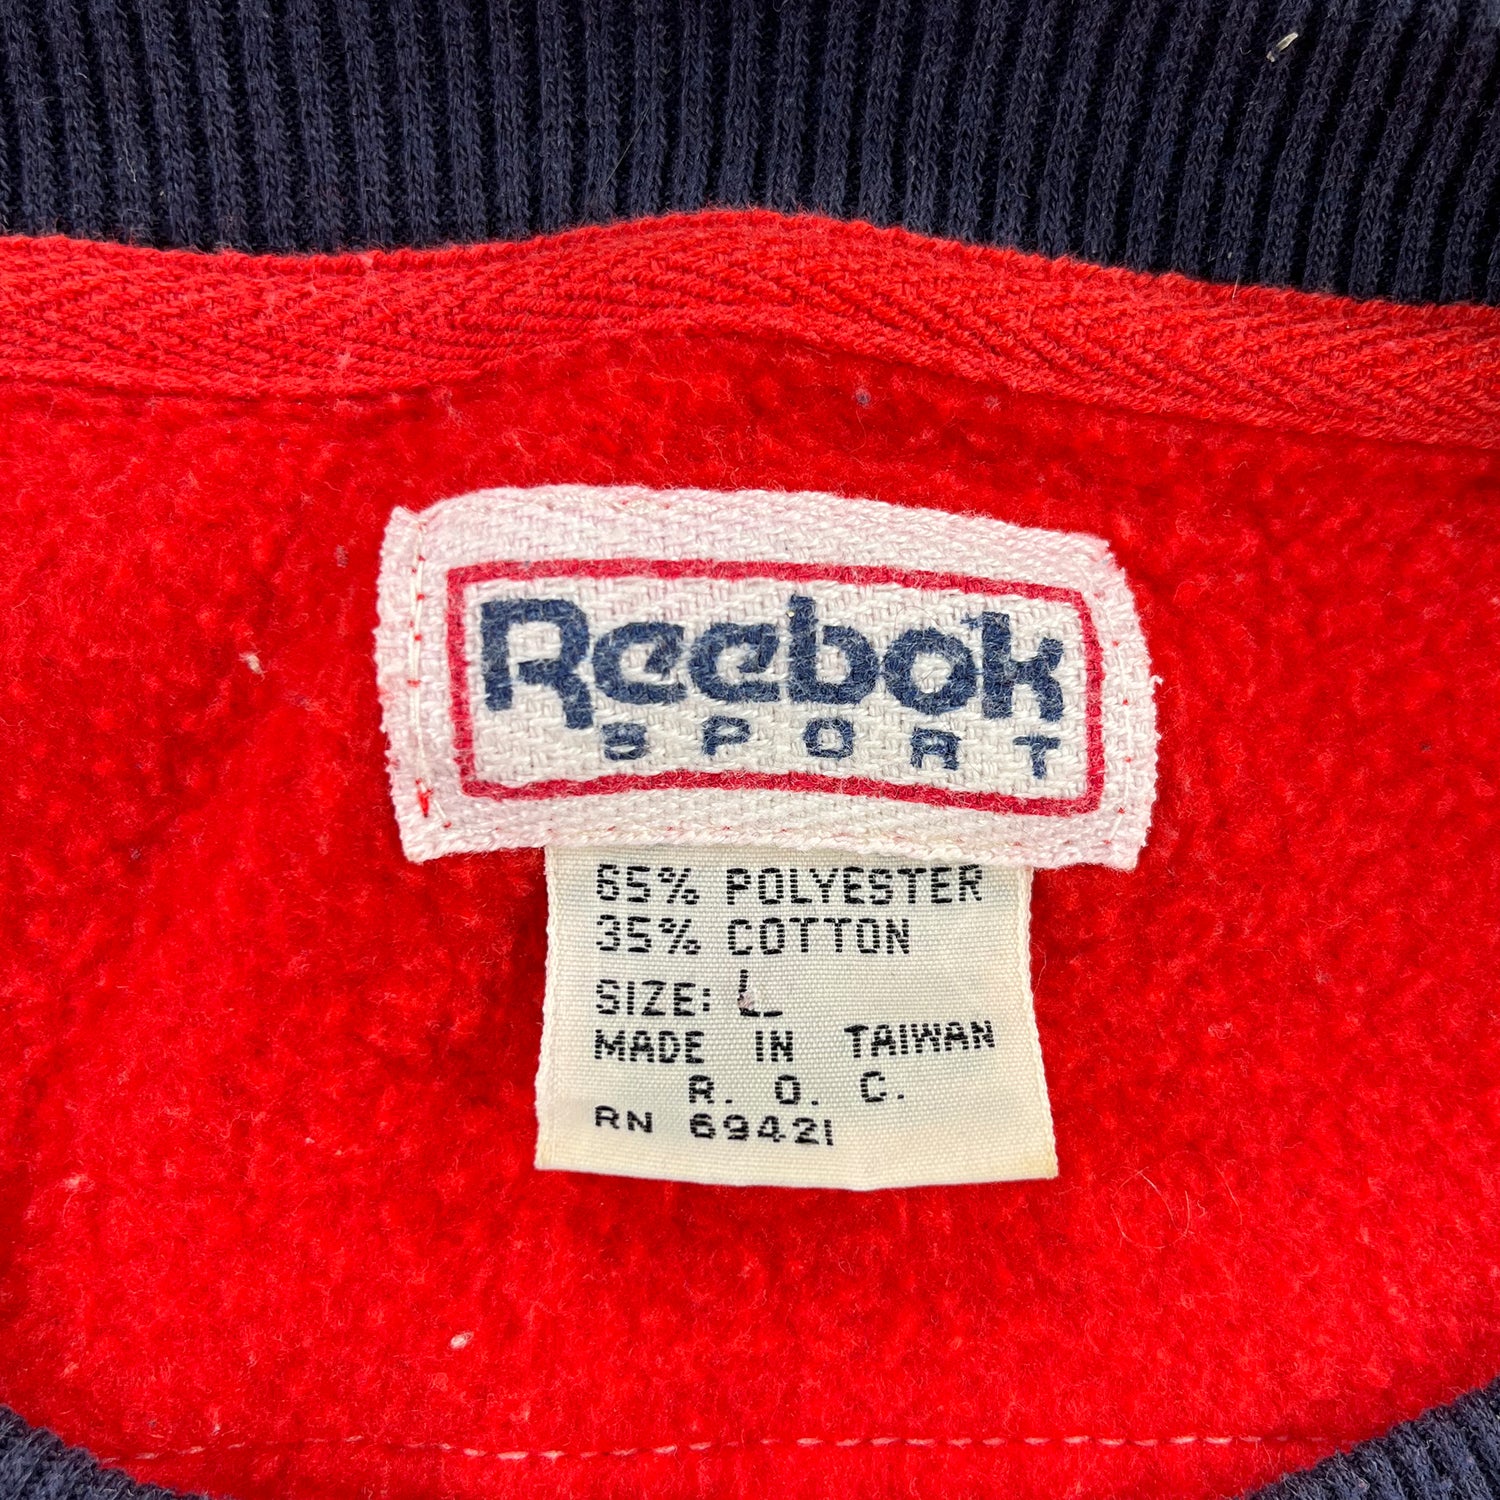 Reebok
SPORT
65% POLYESTER
35% COTTON
SIZE: L
MADE IN TAIWAN
R. O. C.
RN 69421